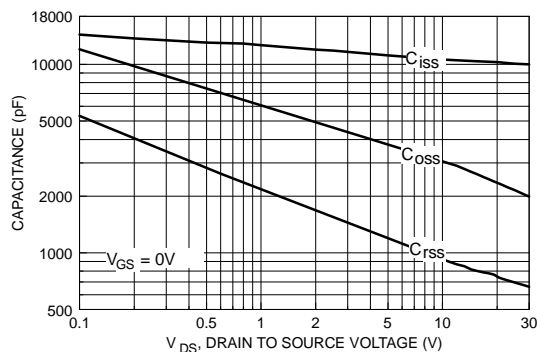 18000
10000
5000
2000
1000
500
CAPACITANCE (pF)
Ciss
Coss
Crss
VGS = 0V
0.1 0.5 1 2 5 10 30
V DS, DRAIN TO SOURCE VOLTAGE (V)